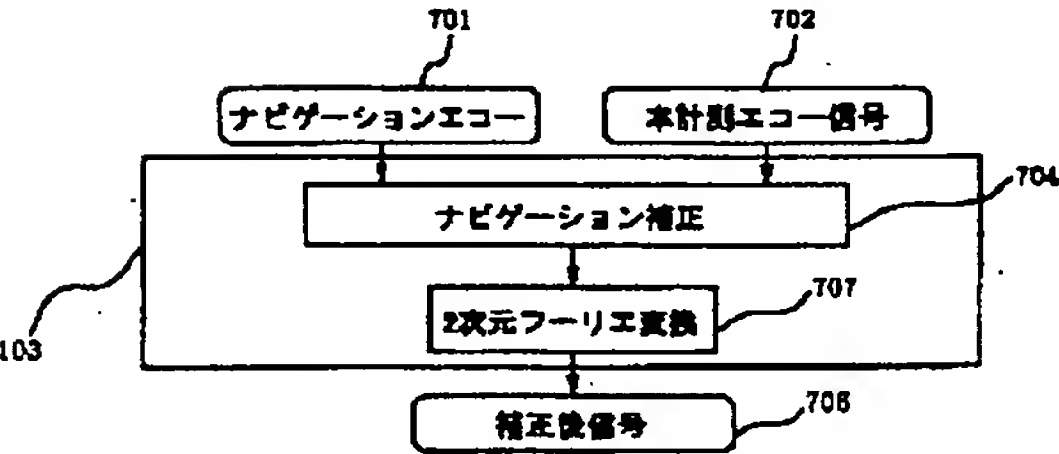 701
702
ナビゲーションエコー
本計測エコー信号
704
ナビゲーション補正
707
2次元フーリエ変換
103
706
補正後信号